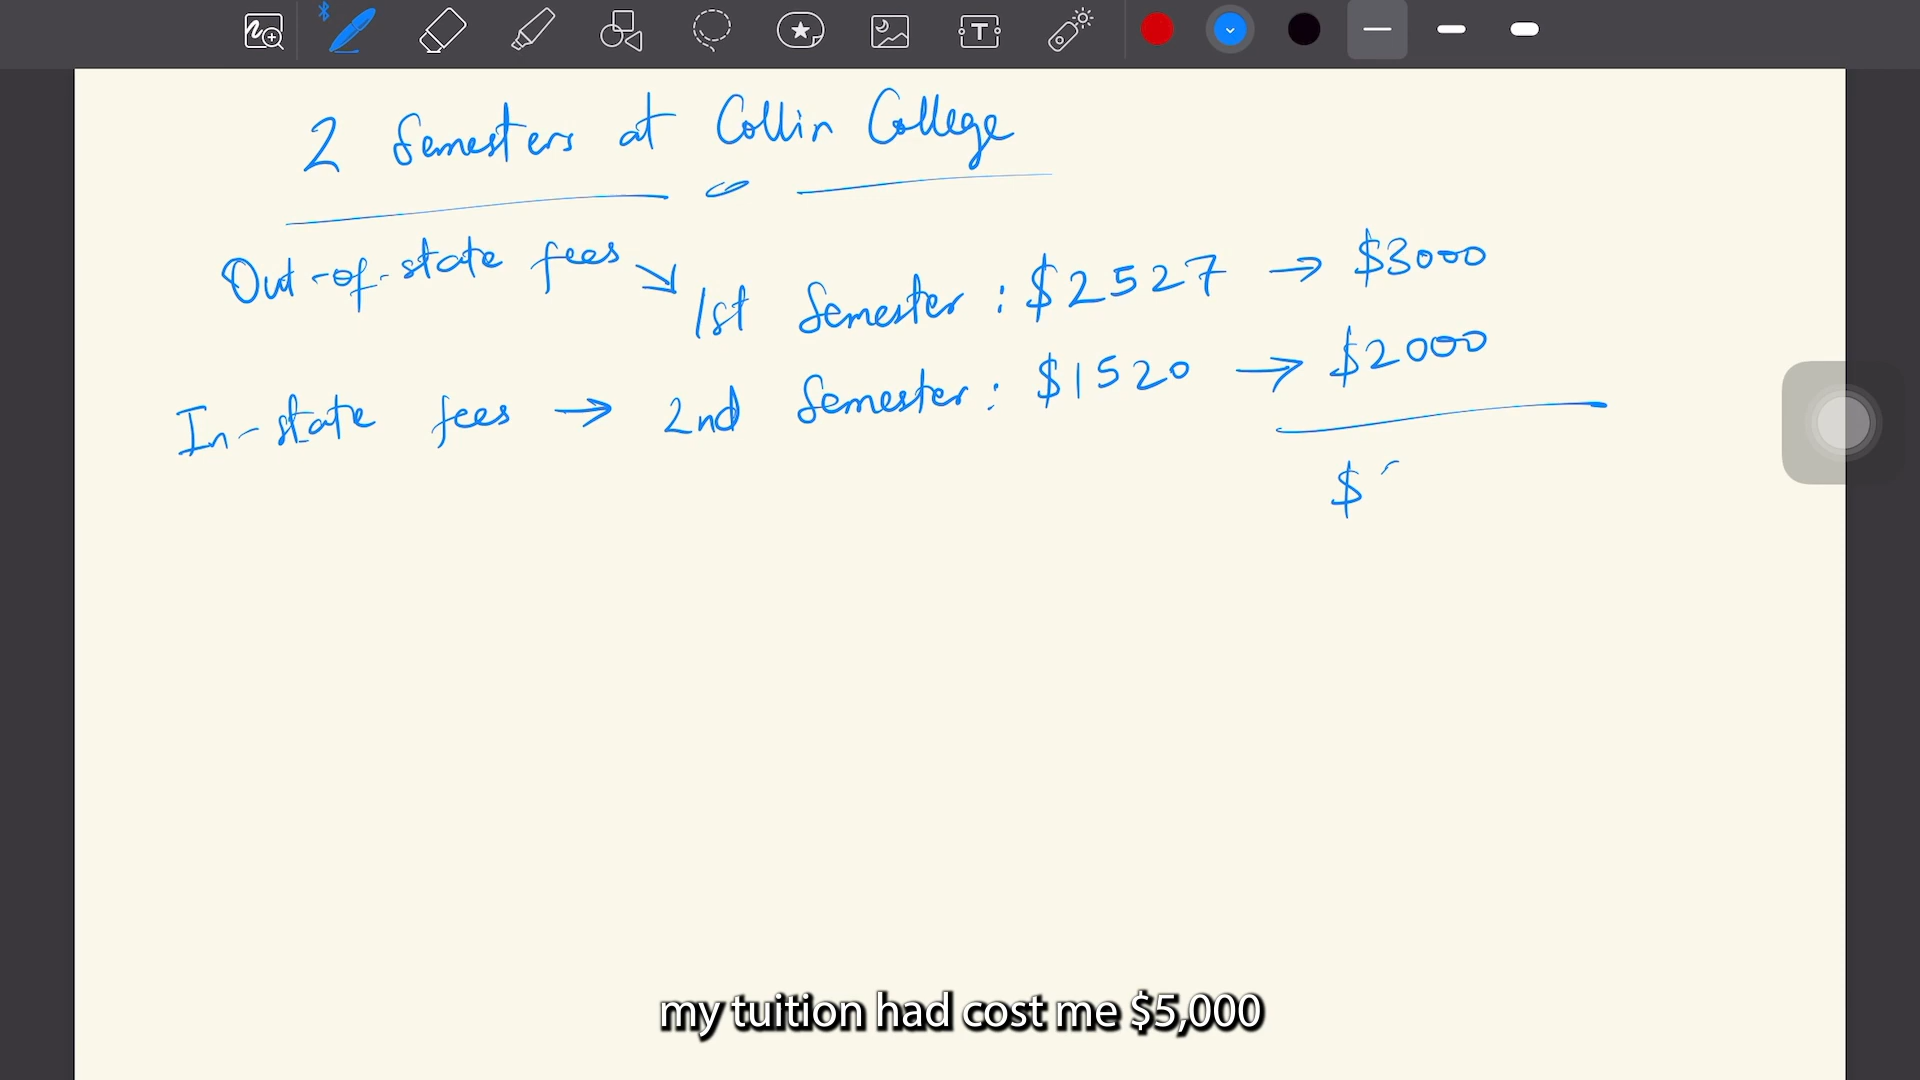 2 Semesters at Collin College
Out-of-state fees ↘ 1st Semester : $2527 → $3000
In-state fees → 2nd Semester : $1520 → $2000
$
my tuition had cost me $5,000